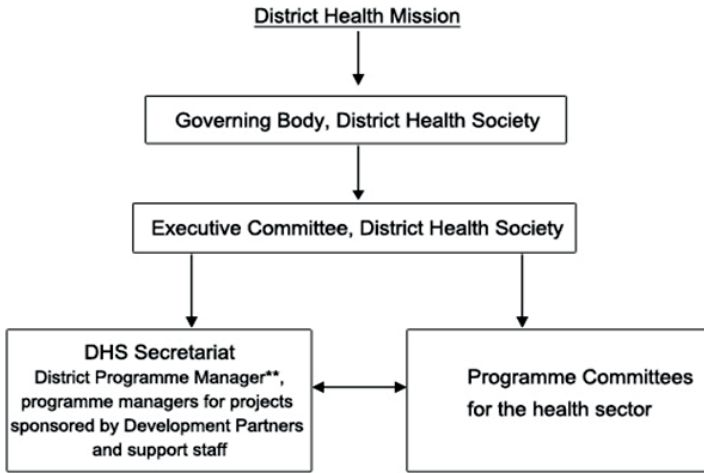 District Health Mission
Governing Body, District Health Society
Executive Committee, District Health Society
DHS Secretariat
District Programme Manager**,
programme managers for projects
sponsored by Development Partners
and support staff
Programme Committees
for the health sector